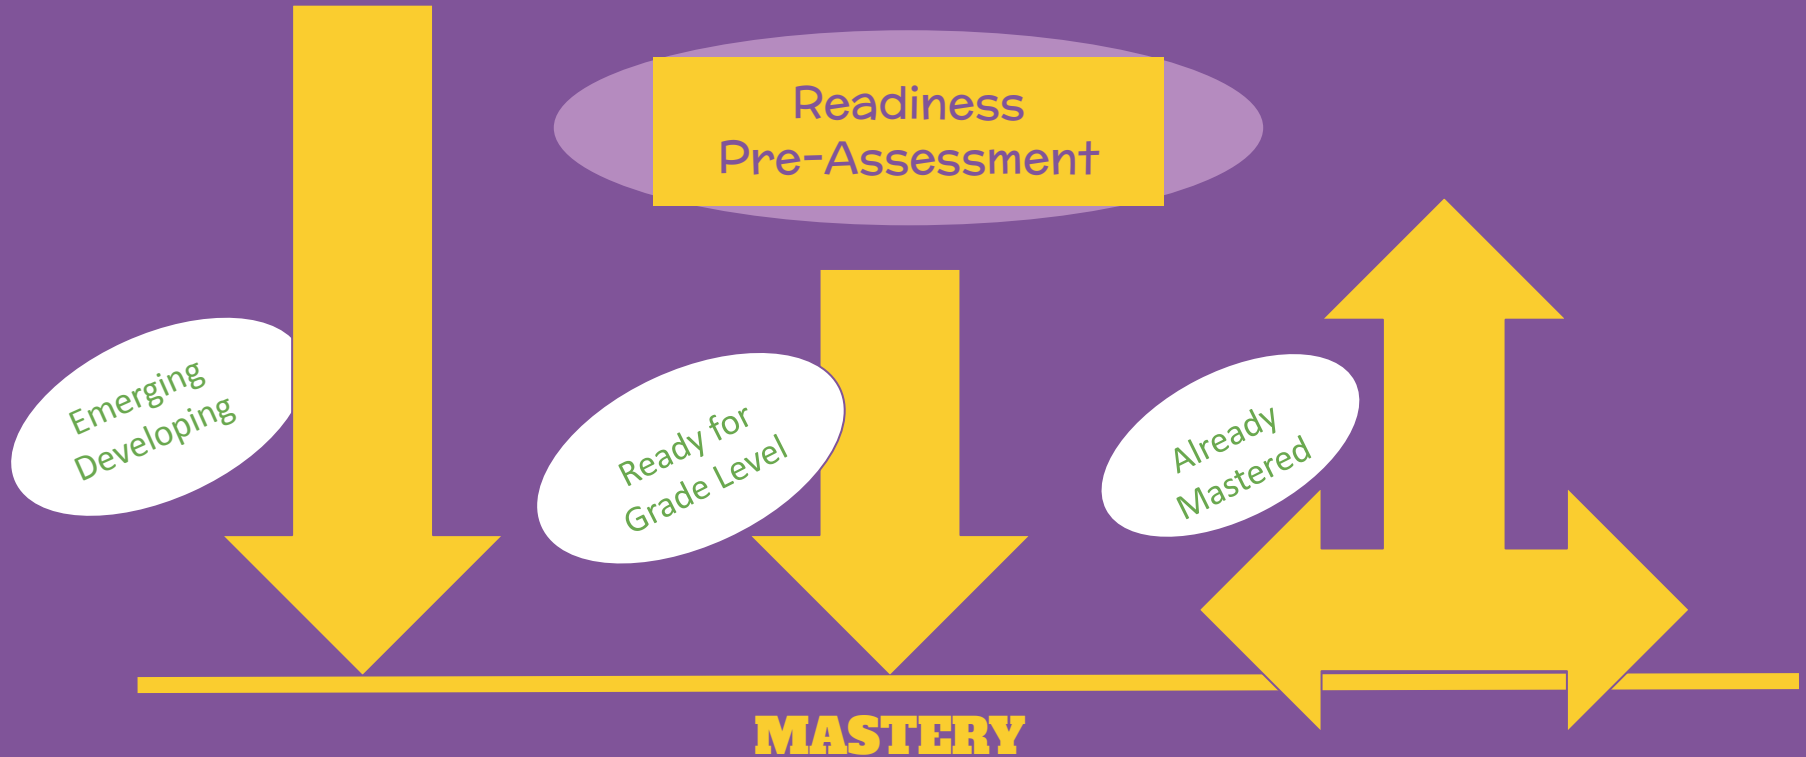 Readiness
Pre-Assessment
Emerging
Developing
Ready for
Grade Level
Already
Mastered
MASTERY